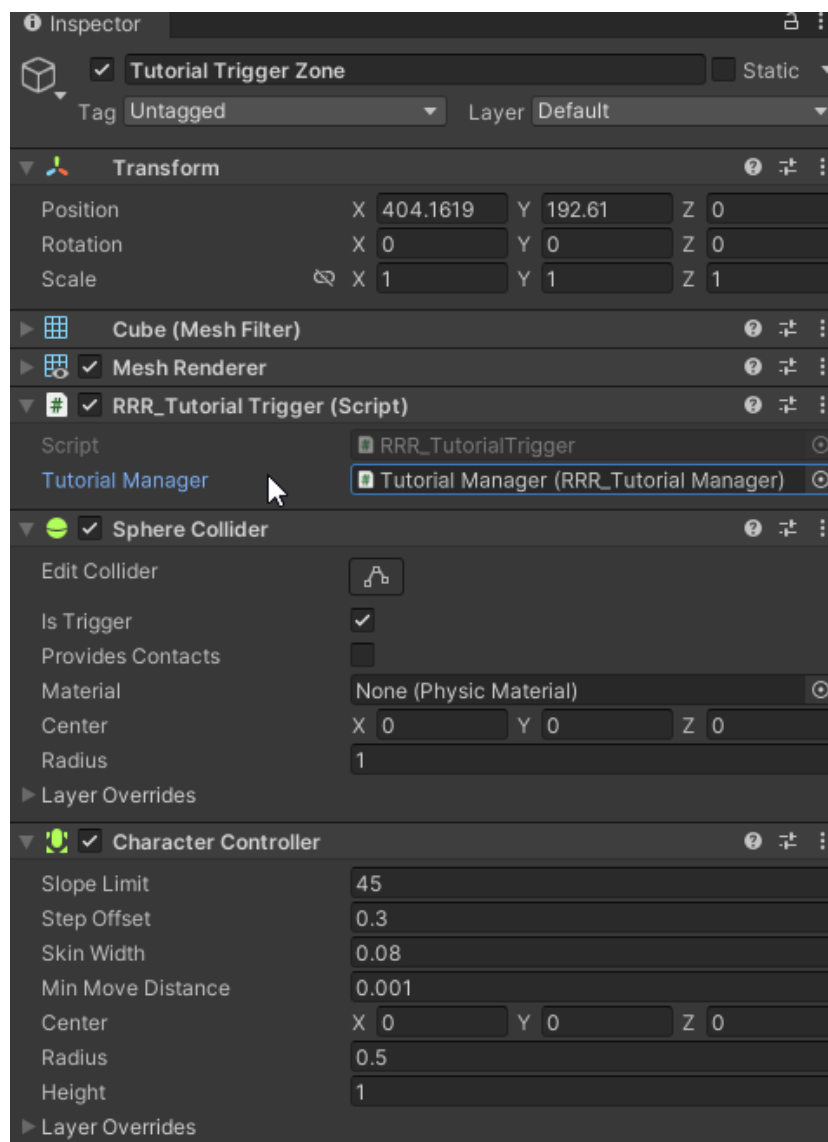 Inspector
Tutorial Trigger Zone Static
Tag Untagged Layer Default
Transform
Position X 404.1619 Y 192.61 Z 0
Rotation X 0 Y 0 Z 0
Scale X 1 Y 1 Z 1
Cube (Mesh Filter)
Mesh Renderer
# RRR_Tutorial Trigger (Script)
Script # RRR_TutorialTrigger
Tutorial Manager # Tutorial Manager (RRR_Tutorial Manager)
Sphere Collider
Edit Collider
Is Trigger
Provides Contacts
Material None (Physic Material)
Center X 0 Y 0 Z 0
Radius 1
Layer Overrides
Character Controller
Slope Limit 45
Step Offset 0.3
Skin Width 0.08
Min Move Distance 0.001
Center X 0 Y 0 Z 0
Radius 0.5
Height 1
Layer Overrides